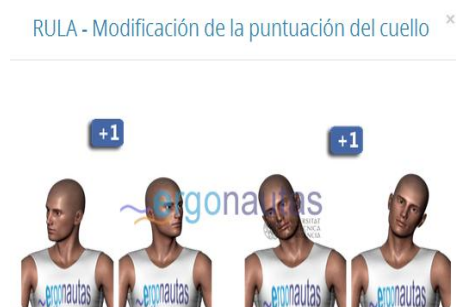 RULA - Modificación de la puntuación del cuello
×
+1
+1
ergonautas
ergonautas
ergonautas
ergonautas
ergonautas